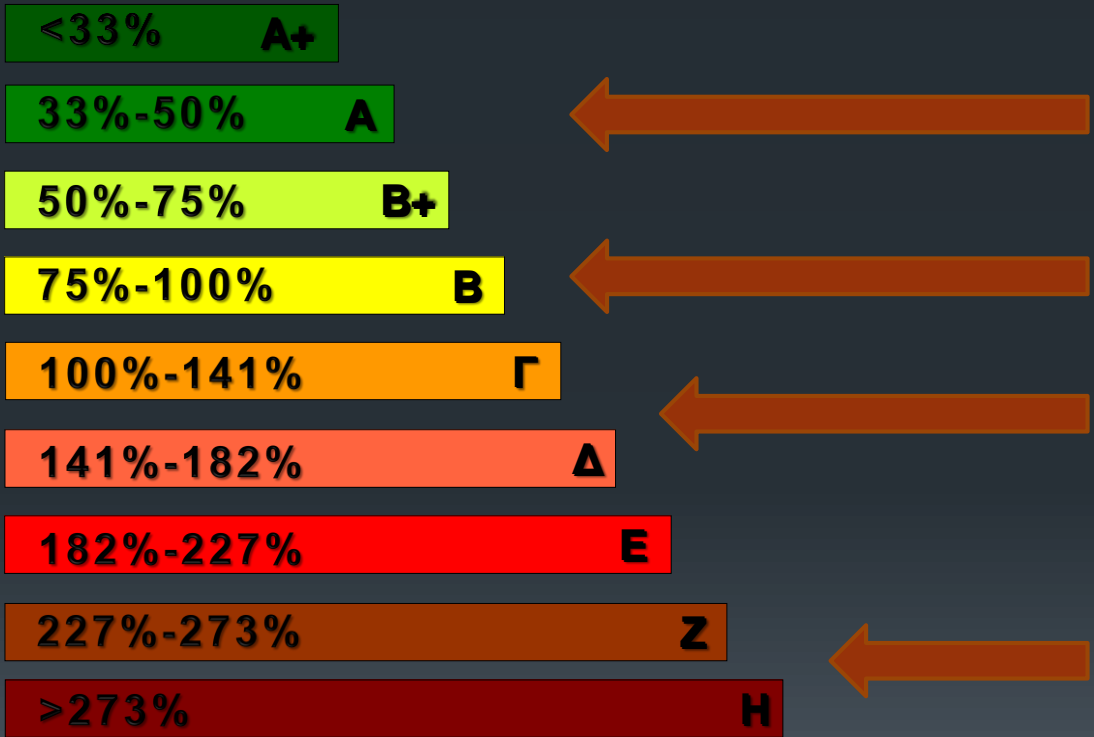 <33% Α+
33%-50% Α
50%-75% Β+
75%-100% Β
100%-141% Γ
141%-182% Δ
182%-227% Ε
227%-273% Ζ
>273% Η